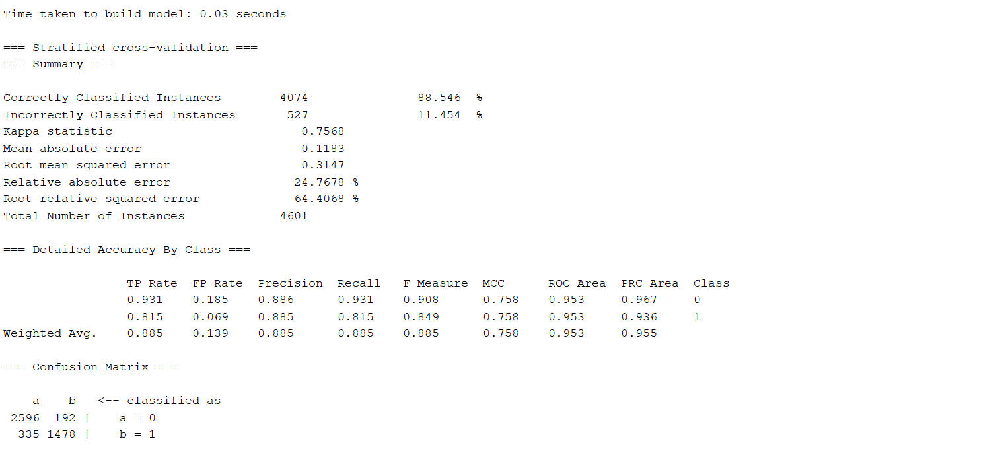 Time taken to build model: 0.03 seconds
=== Stratified cross-validation ===
=== Summary ===
Correctly Classified Instances 4074 88.546 %
Incorrectly Classified Instances 527 11.454 %
Kappa statistic 0.7568
Mean absolute error 0.1183
Root mean squared error 0.3147
Relative absolute error 24.7678 %
Root relative squared error 64.4068 %
Total Number of Instances 4601
=== Detailed Accuracy By Class ===
TP Rate FP Rate Precision Recall F-Measure MCC ROC Area PRC Area Class
0.931 0.185 0.886 0.931 0.908 0.758 0.953 0.967 0
0.815 0.069 0.885 0.815 0.849 0.758 0.953 0.936 1
Weighted Avg. 0.885 0.139 0.885 0.885 0.885 0.758 0.953 0.955
=== Confusion Matrix ===
a b <-- classified as
2596 192 | a = 0
335 1478 | b = 1